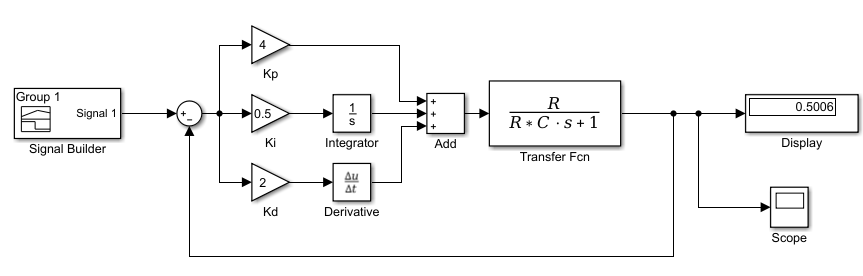 4
Kp
Group 1
Signal 1
Signal Builder
+
−
0.5
Ki
1
s
Integrator
+
+
+
Add
R
R * C · s + 1
Transfer Fcn
0.5006
Display
2
Kd
Δu
Δt
Derivative
Scope